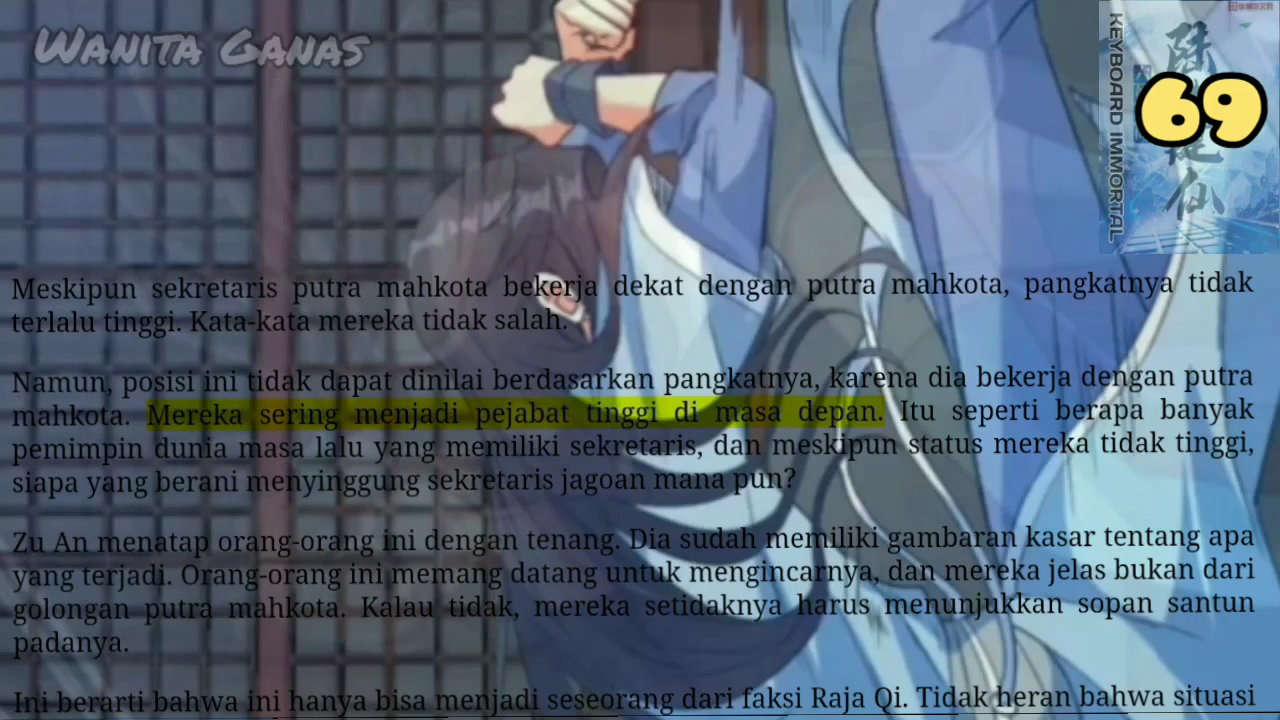 Wanita Ganas
69
KEYBOARD IMMORTAL
Meskipun sekretaris putra mahkota bekerja dekat dengan putra mahkota, pangkatnya tidak
terlalu tinggi. Kata-kata mereka tidak salah.
Namun, posisi ini tidak dapat dinilai berdasarkan pangkatnya, karena dia bekerja dengan putra
mahkota. Mereka sering menjadi pejabat tinggi di masa depan. Itu seperti berapa banyak
pemimpin dunia masa lalu yang memiliki sekretaris, dan meskipun status mereka tidak tinggi,
siapa yang berani menyinggung sekretaris jagoan mana pun?
Zu An menatap orang-orang ini dengan tenang. Dia sudah memiliki gambaran kasar tentang apa
yang terjadi. Orang-orang ini memang datang untuk mengincarnya, dan mereka jelas bukan dari
golongan putra mahkota. Kalau tidak, mereka setidaknya harus menunjukkan sopan santun
padanya.
Ini berarti bahwa ini hanya bisa menjadi seseorang dari faksi Raja Qi. Tidak heran bahwa situasi